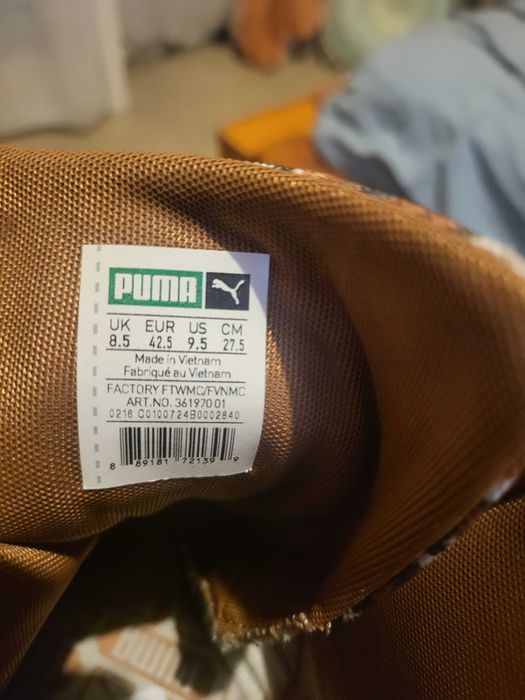 PUMA
UK EUR US CM
8.5 42.5 9.5 27.5
Made in Vietnam
Fabriqué au Vietnam
FACTORY FTWMC/FVNMC
ART.NO. 361970 01
0216 C0100724B0002840
8 89181 72139 9